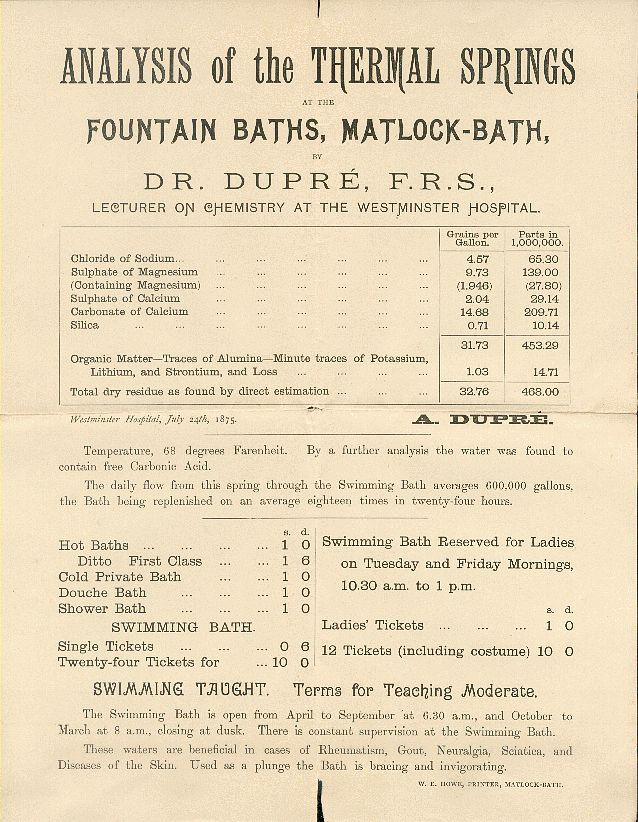 ANALYSIS of the THERMAL SPRINGS
AT THE
FOUNTAIN BATHS, MATLOCK-BATH,
BY
DR. DUPRÉ, F.R.S.,
LECTURER ON CHEMISTRY AT THE WESTMINSTER HOSPITAL.
Grains per Gallon. Parts in 1,000,000.
Chloride of Sodium... ... ... ... ... ... ... 4.57 65.30
Sulphate of Magnesium ... ... ... ... ... ... 9.73 139.00
(Containing Magnesium) ... ... ... ... ... ... (1.946) (27.80)
Sulphate of Calcium ... ... ... ... ... ... 2.04 29.14
Carbonate of Calcium ... ... ... ... ... ... 14.68 209.71
Silica ... ... ... ... ... ... ... ... 0.71 10.14
31.73 453.29
Organic Matter—Traces of Alumina—Minute traces of Potassium,
Lithium, and Strontium, and Loss ... ... ... ... 1.03 14.71
Total dry residue as found by direct estimation ... ... ... 32.76 468.00
Westminster Hospital, July 24th, 1875. A. DUPRÉ.
Temperature, 68 degrees Farenheit. By a further analysis the water was found to
contain free Carbonic Acid.
The daily flow from this spring through the Swimming Bath averages 600,000 gallons,
the Bath being replenished on an average eighteen times in twenty-four hours.
s. d.
Hot Baths ... ... ... ... 1 0
Ditto First Class ... ... 1 6
Cold Private Bath ... ... 1 0
Douche Bath ... ... ... 1 0
Shower Bath ... ... ... 1 0
SWIMMING BATH.
Single Tickets ... ... ... 0 6
Twenty-four Tickets for ... 10 0
Swimming Bath Reserved for Ladies
on Tuesday and Friday Mornings,
10.30 a.m. to 1 p.m.
s. d.
Ladies' Tickets ... ... ... 1 0
12 Tickets (including costume) 10 0
SWIMMING TAUGHT. Terms for Teaching Moderate.
The Swimming Bath is open from April to September at 6.30 a.m., and October to
March at 8 a.m., closing at dusk. There is constant supervision at the Swimming Bath.
These waters are beneficial in cases of Rheumatism, Gout, Neuralgia, Sciatica, and
Diseases of the Skin. Used as a plunge the Bath is bracing and invigorating.
W. E. HOWE, PRINTER, MATLOCK-BATH.